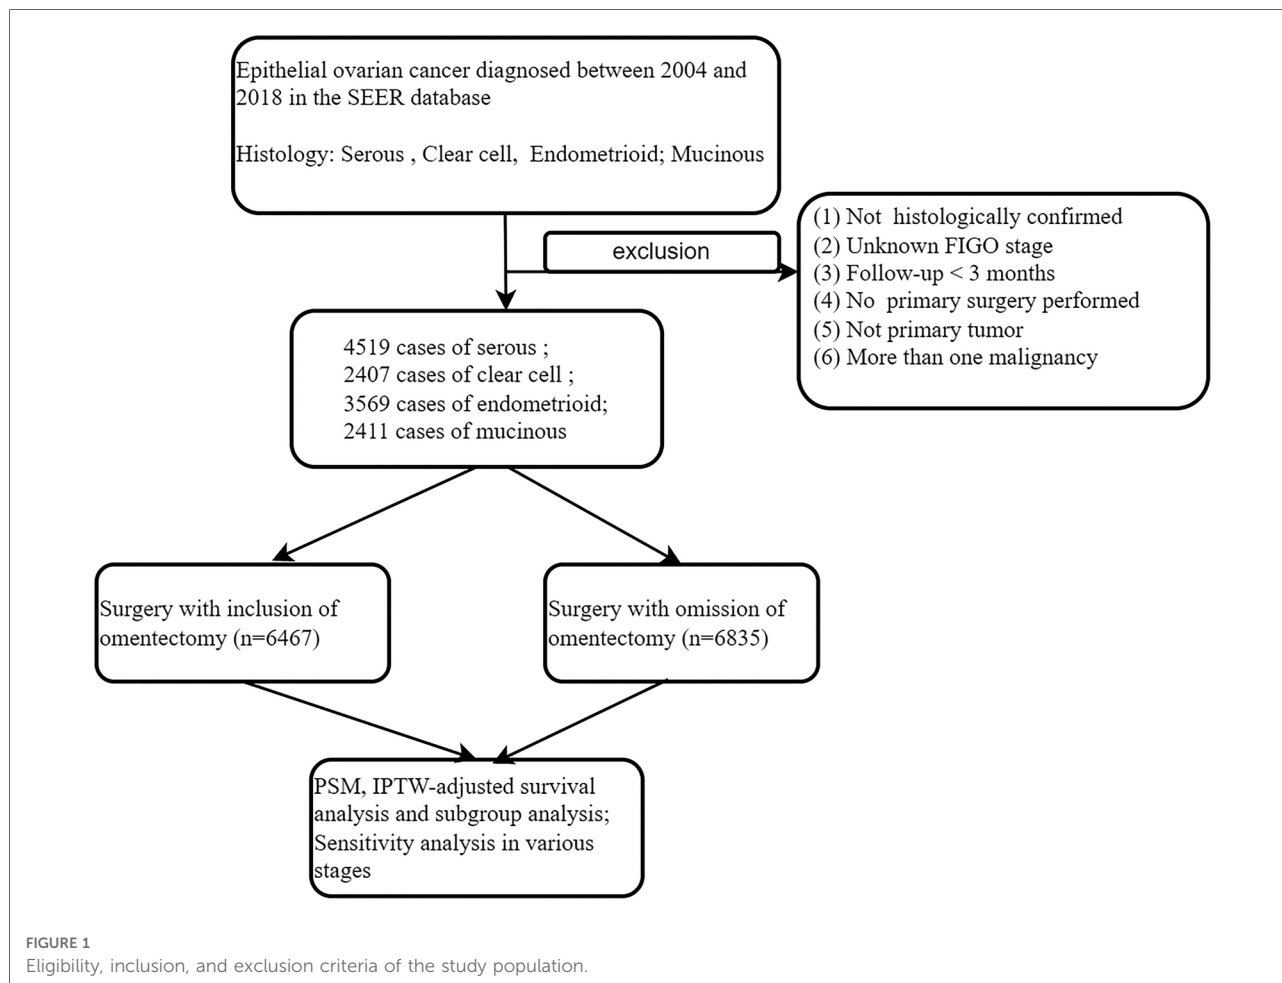 Epithelial ovarian cancer diagnosed between 2004 and
2018 in the SEER database
Histology: Serous , Clear cell,  Endometrioid; Mucinous
exclusion
(1) Not  histologically confirmed
(2) Unknown FIGO stage
(3) Follow-up < 3 months
(4) No  primary surgery performed
(5) Not primary tumor
(6) More than one malignancy
4519 cases of serous ;
2407 cases of clear cell ;
3569 cases of endometrioid;
2411 cases of mucinous
Surgery with inclusion of
omentectomy (n=6467)
Surgery with omission of
omentectomy (n=6835)
PSM, IPTW-adjusted survival
analysis and subgroup analysis;
Sensitivity analysis in various
stages
FIGURE 1
Eligibility, inclusion, and exclusion criteria of the study population.